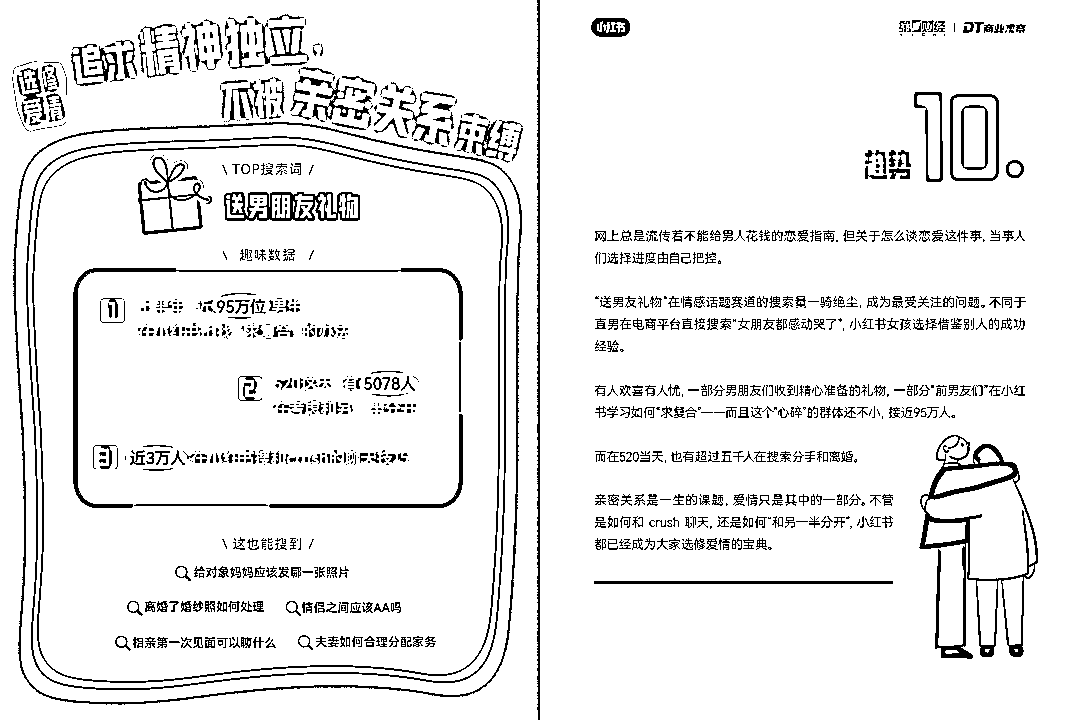 选修
爱情
追求精神独立，
不被亲密关系束缚
\ TOP搜索词 /
送男朋友礼物
\ 趣味数据 /
1
近95万位
2
5078人
3 近3万人
\ 这也能搜到 /
给对象妈妈应该发哪一张照片
离婚了婚纱照如何处理
情侣之间应该AA吗
相亲第一次见面可以聊什么
夫妻如何合理分配家务
小红书
第一财经 | DT商业观察
趋势10.
网上总是流传着不能给男人花钱的恋爱指南，但关于怎么谈恋爱这件事，当事人
们选择进度由自己把控。
“送男友礼物”在情感话题赛道的搜索量一骑绝尘，成为最受关注的问题。不同于
直男在电商平台直接搜索“女朋友都感动哭了”，小红书女孩选择借鉴别人的成功
经验。
有人欢喜有人忧，一部分男朋友们收到精心准备的礼物，一部分“前男友们”在小红
书学习如何“求复合”——而且这个“心碎”的群体还不小，接近95万人。
而在520当天，也有超过五千人在搜索分手和离婚。
亲密关系是一生的课题，爱情只是其中的一部分。不管
是如何和 crush 聊天，还是如何“和另一半分开”，小红书
都已经成为大家选修爱情的宝典。